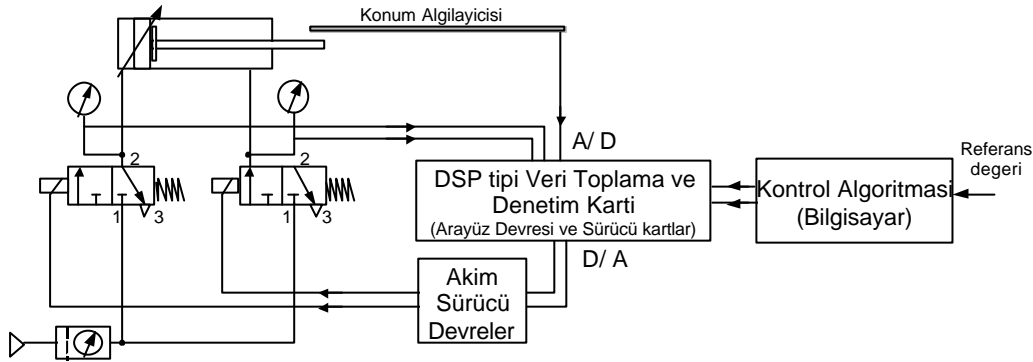 Konum Algilayicisi
A/ D
Referans
degeri
2
2
DSP tipi Veri Toplama ve
Denetim Karti
(Arayüz Devresi ve Sürücü kartlar)
Kontrol Algoritmasi
(Bilgisayar)
1
3
1
3
D/ A
Akim
Sürücü
Devreler